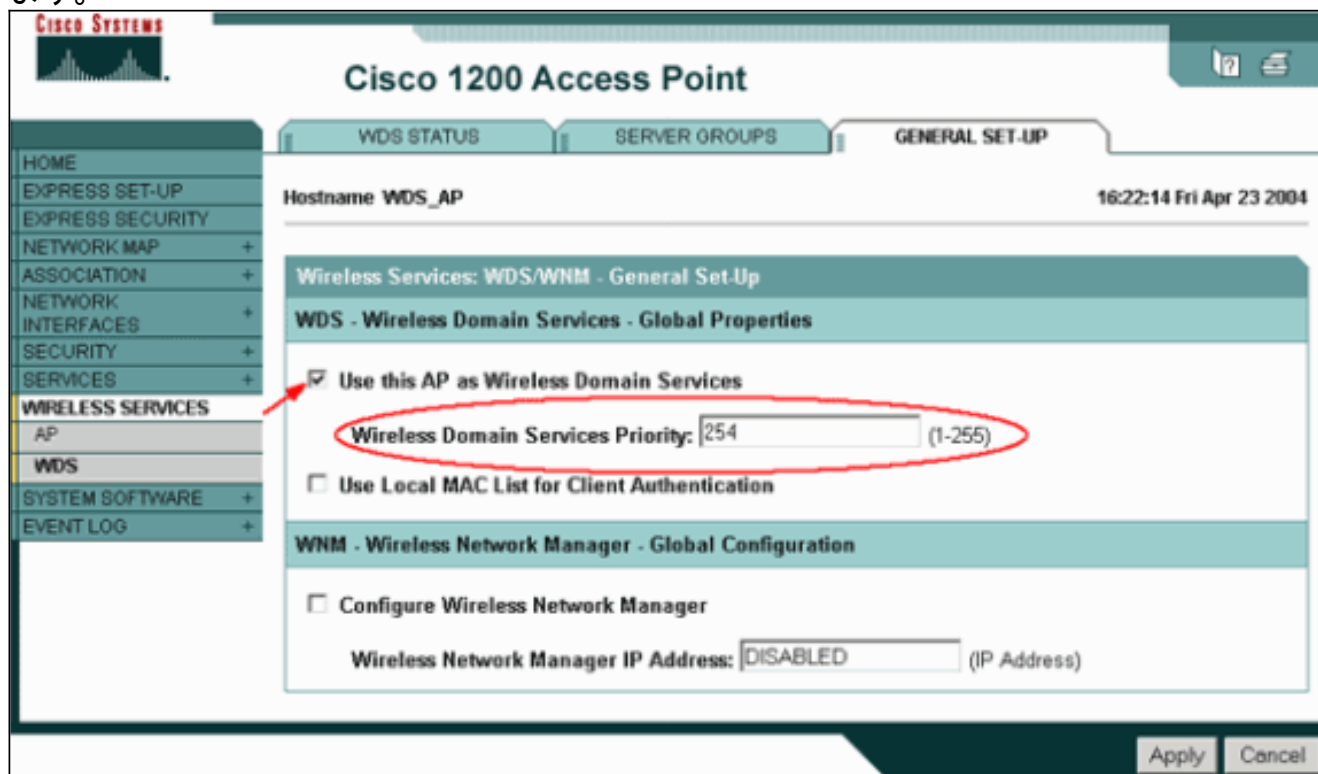 Cisco Systems
Cisco 1200 Access Point
WDS STATUS
SERVER GROUPS
GENERAL SET-UP
HOME
EXPRESS SET-UP
EXPRESS SECURITY
NETWORK MAP +
ASSOCIATION +
NETWORK
INTERFACES +
SECURITY +
SERVICES +
WIRELESS SERVICES
AP
WDS
SYSTEM SOFTWARE +
EVENT LOG +
Hostname WDS_AP
16:22:14 Fri Apr 23 2004
Wireless Services: WDS/WNM - General Set-Up
WDS - Wireless Domain Services - Global Properties
Use this AP as Wireless Domain Services
Wireless Domain Services Priority: 254 (1-255)
Use Local MAC List for Client Authentication
WNM - Wireless Network Manager - Global Configuration
Configure Wireless Network Manager
Wireless Network Manager IP Address: DISABLED (IP Address)
Apply
Cancel